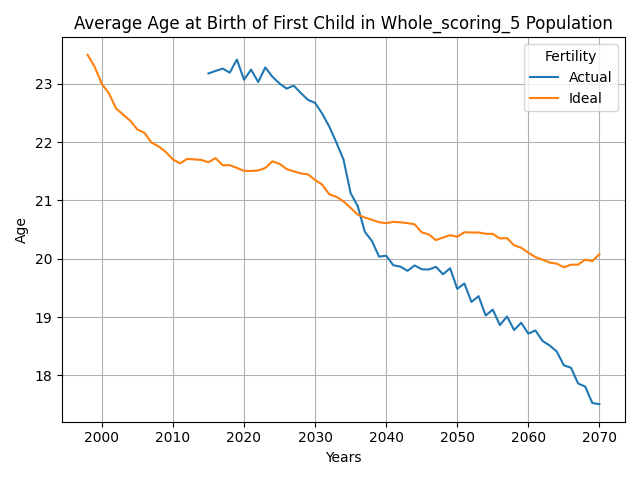 Average Age at Birth of First Child in Whole_scoring_5 Population
Fertility
Actual
Ideal
Age
23
22
21
20
19
18
2000 2010 2020 2030 2040 2050 2060 2070
Years